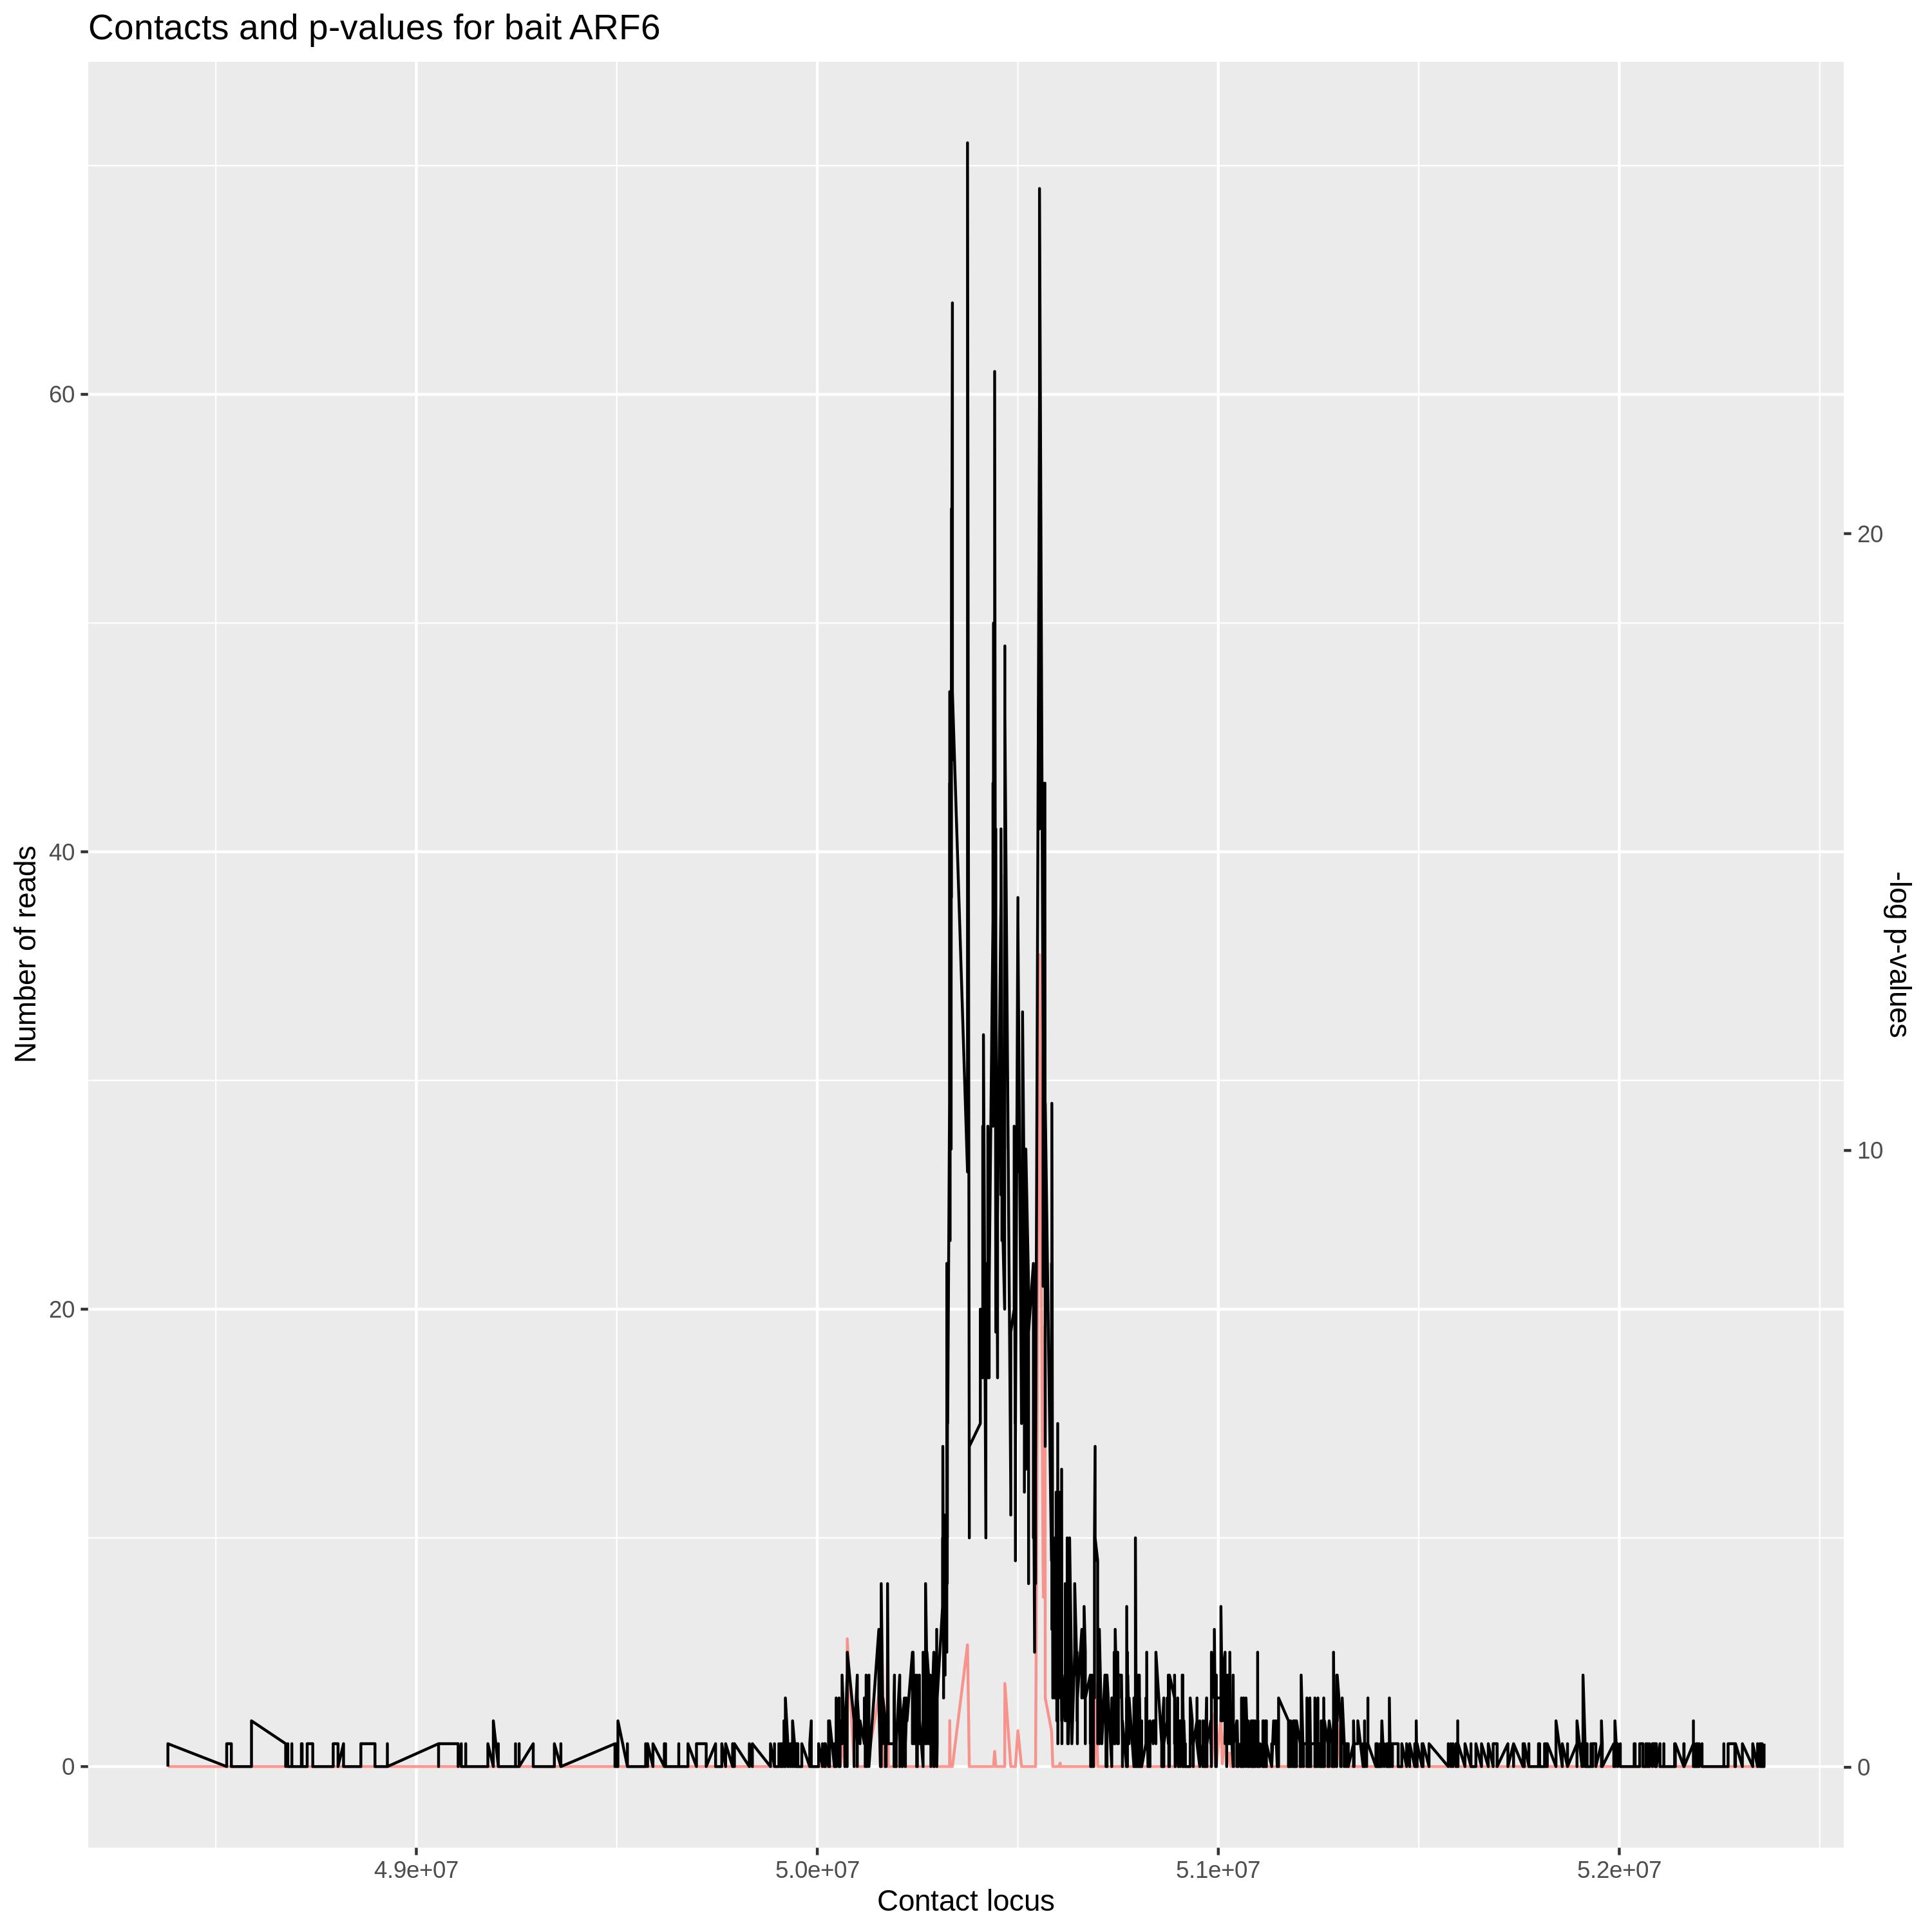 Contacts and p-values for bait ARF6
60
40
20
0
Number of reads
20
10
0
-log p-values
4.9e+07
5.0e+07
5.1e+07
5.2e+07
Contact locus